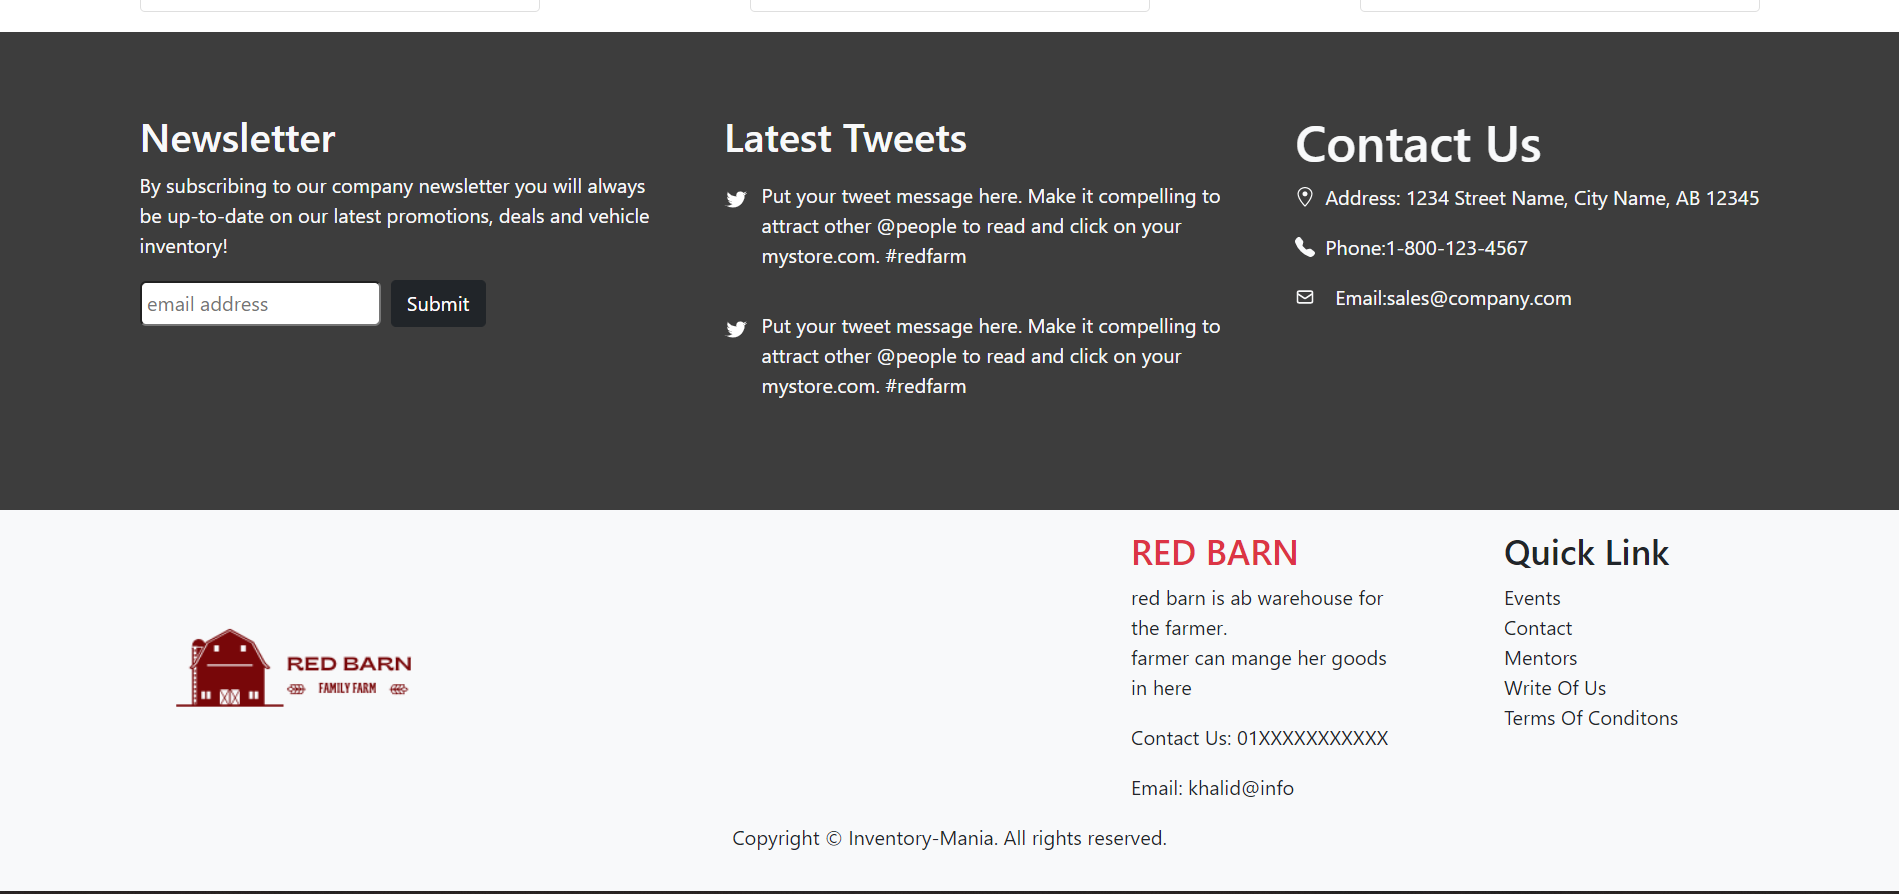 Newsletter
By subscribing to our company newsletter you will always
be up-to-date on our latest promotions, deals and vehicle
inventory!
email address
Submit
Latest Tweets
Put your tweet message here. Make it compelling to
attract other @people to read and click on your
mystore.com. #redfarm
Put your tweet message here. Make it compelling to
attract other @people to read and click on your
mystore.com. #redfarm
Contact Us
Address: 1234 Street Name, City Name, AB 12345
Phone:1-800-123-4567
Email:sales@company.com
RED BARN
FAMILY FARM
RED BARN
red barn is ab warehouse for
the farmer.
farmer can mange her goods
in here
Contact Us: 01XXXXXXXXXXX
Email: khalid@info
Quick Link
Events
Contact
Mentors
Write Of Us
Terms Of Conditons
Copyright © Inventory-Mania. All rights reserved.